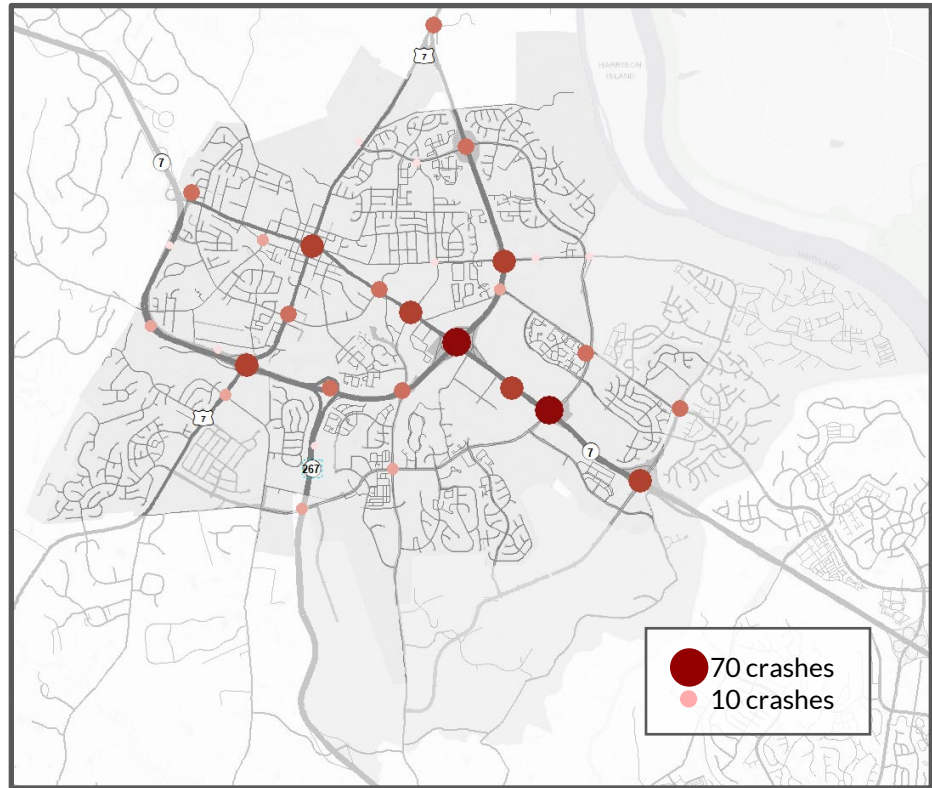 7
HARRISON
ISLAND
7
MARYLAND
7
267
7
70 crashes
10 crashes